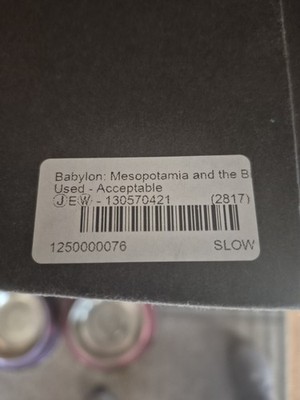 Babylon: Mesopotamia and the B
Used - Acceptable
JEW - 130570421 (2817)
1250000076 SLOW